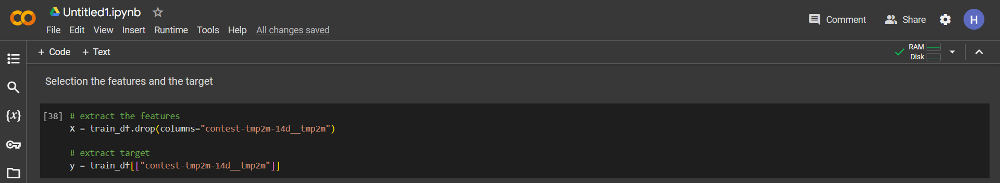 Untitled1.ipynb
File Edit View Insert Runtime Tools Help All changes saved
Comment Share H
+ Code + Text
RAM
Disk
Selection the features and the target
{x}
[38] # extract the features
X = train_df.drop(columns="contest-tmp2m-14d__tmp2m")
# extract target
y = train_df[["contest-tmp2m-14d__tmp2m"]]